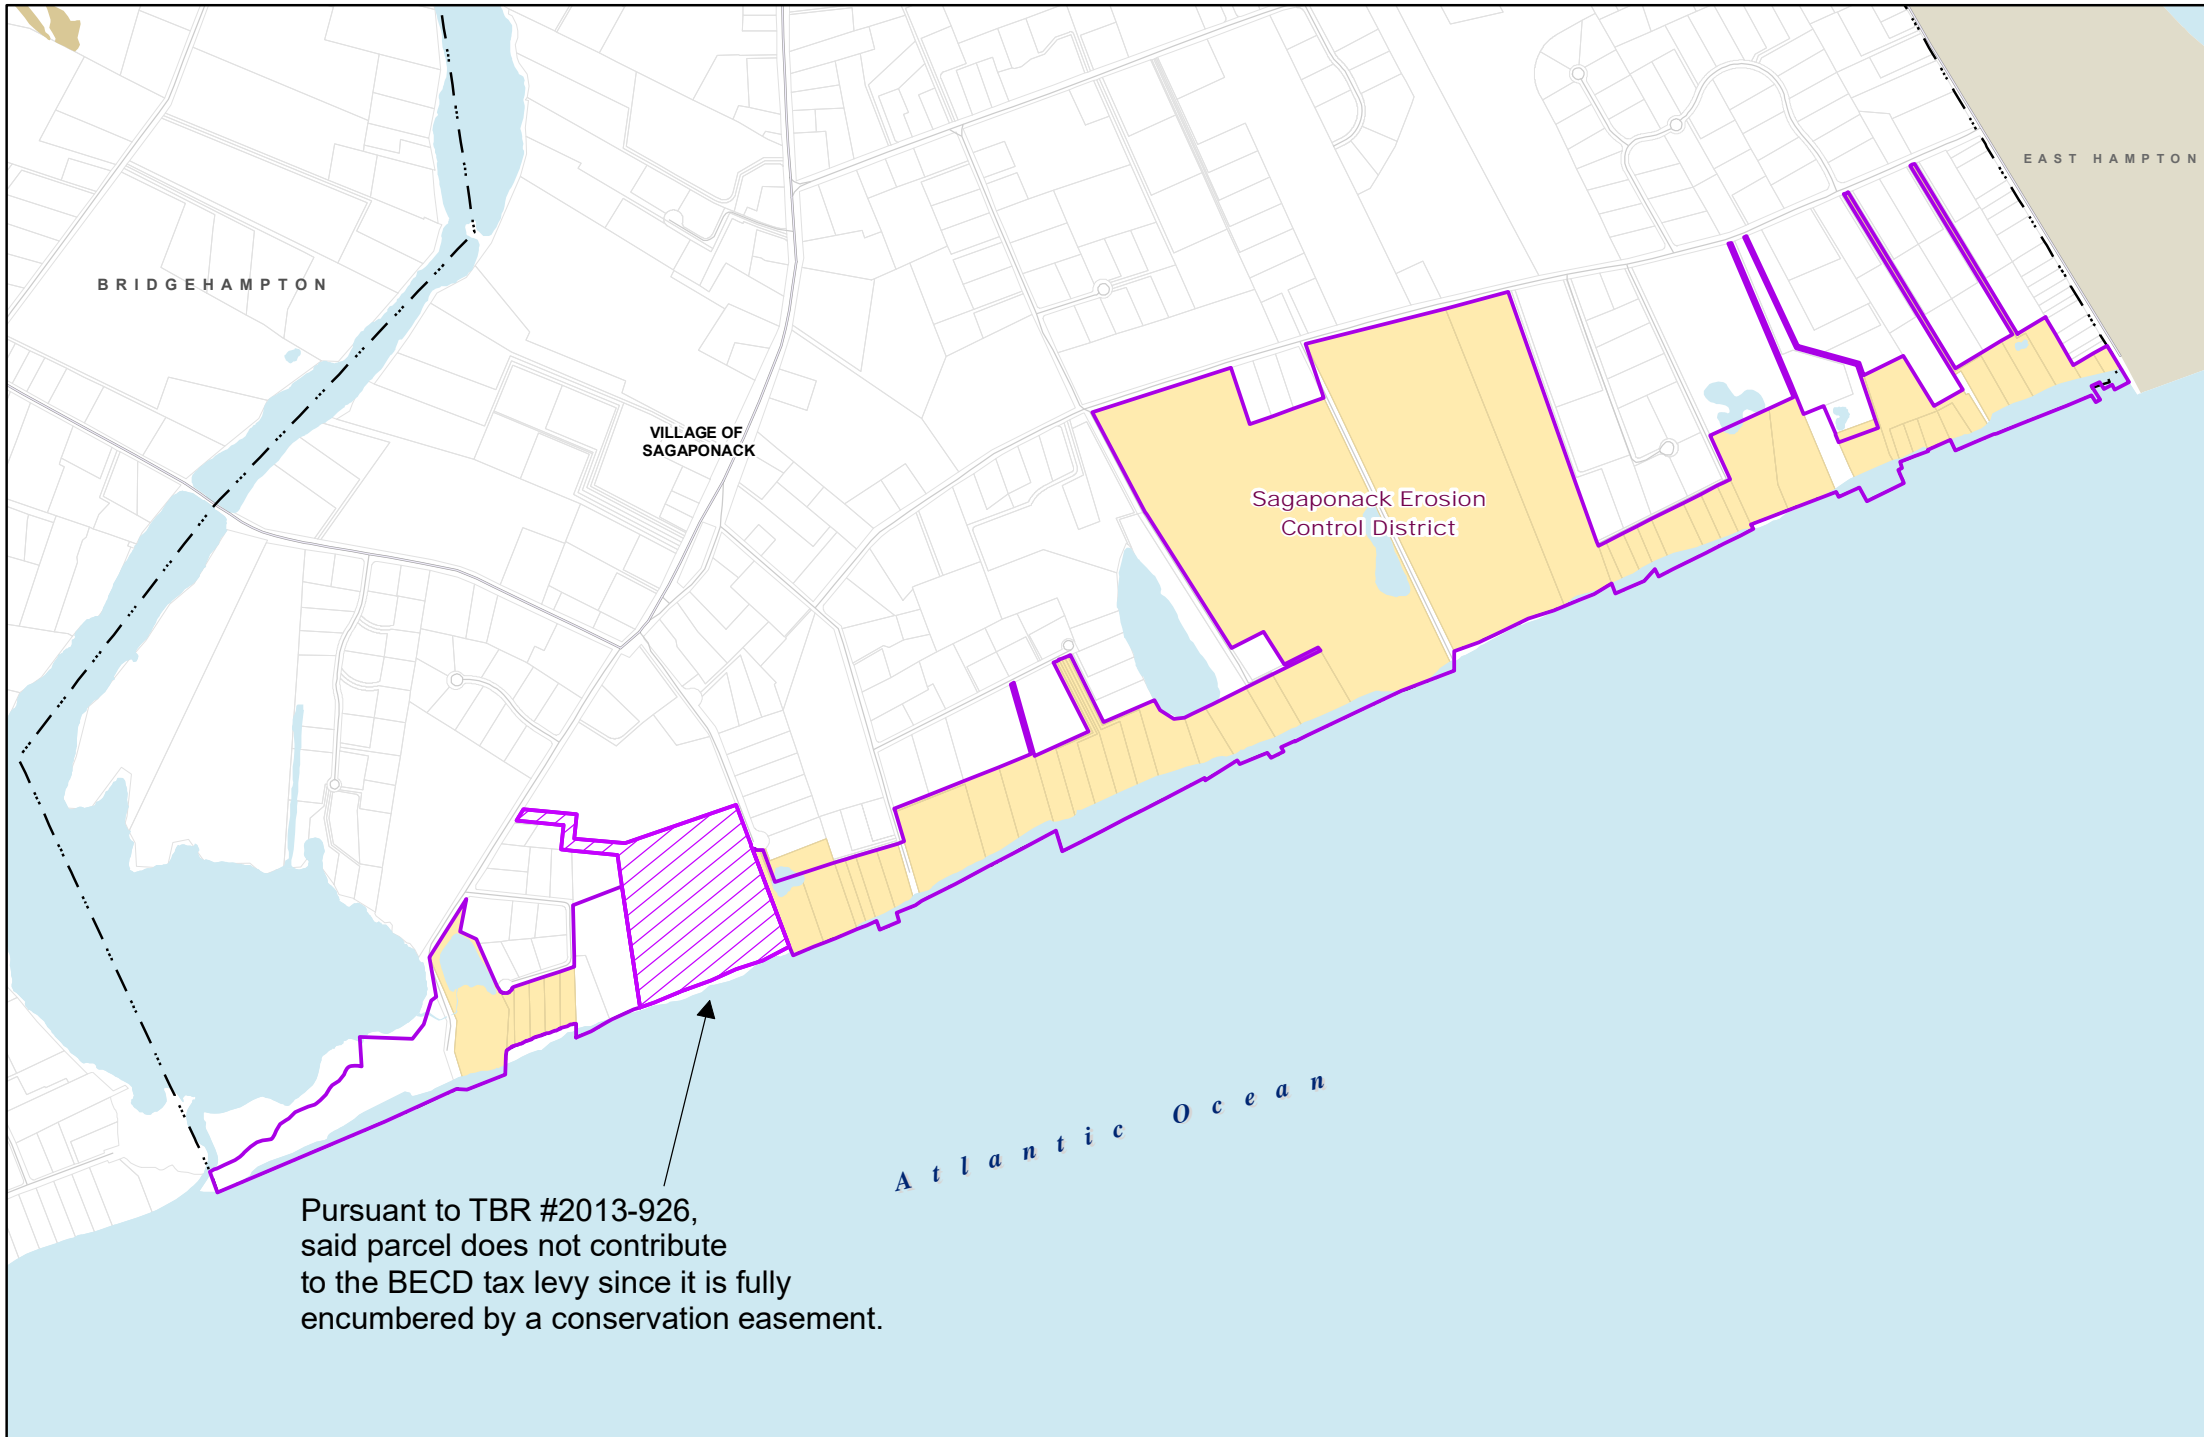 EAST HAMPTON
BRIDGEHAMPTON
VILLAGE OF
SAGAPONACK
Sagaponack Erosion
Control District
Atlantic Ocean
Pursuant to TBR #2013-926,
said parcel does not contribute
to the BECD tax levy since it is fully
encumbered by a conservation easement.